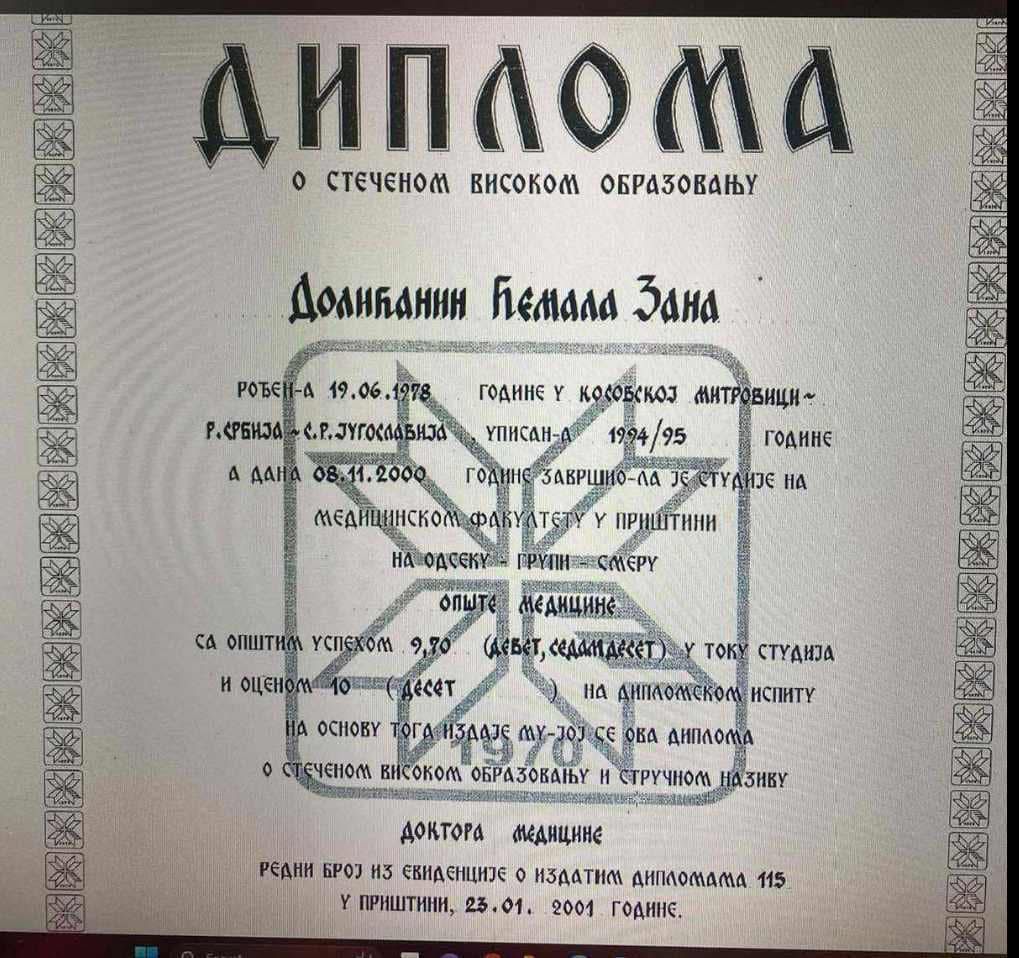 ДИПЛОМА
О СТЕЧЕНОМ ВИСОКОМ ОБРАЗОВАЊУ
Долићанин Ћемала Зана
РОЂЕН-А 19.06.1978 ГОДИНЕ У КОСОВСКОЈ МИТРОВИЦИ~
Р.СРБИЈА~С.Р.ЈУГОСЛАВИЈА , УПИСАН-А 1994/95 ГОДИНЕ
А ДАНА 08.11.2000 ГОДИНЕ ЗАВРШИО-ЛА ЈЕ СТУДИЈЕ НА
МЕДИЦИНСКОМ ФАКУЛТЕТУ У ПРИШТИНИ
НА ОДСЕКУ - ГРУПИ - СМЕРУ
ОПШТЕ МЕДИЦИНЕ
СА ОПШТИМ УСПЕХОМ 9,70 (ДЕВЕТ, СЕДАМДЕСЕТ) У ТОКУ СТУДИЈА
И ОЦЕНОМ 10 (ДЕСЕТ ) НА ДИПЛОМСКОМ ИСПИТУ
НА ОСНОВУ ТОГА ИЗДАЈЕ МУ-ЈОЈ СЕ ОВА ДИПЛОМА
1970
О СТЕЧЕНОМ ВИСОКОМ ОБРАЗОВАЊУ И СТРУЧНОМ НАЗИВУ
ДОКТОРА МЕДИЦИНЕ
РЕДНИ БРОЈ ИЗ ЕВИДЕНЦИЈЕ О ИЗДАТИМ ДИПЛОМАМА 115
У ПРИШТИНИ, 23.01. 2001 ГОДИНЕ.